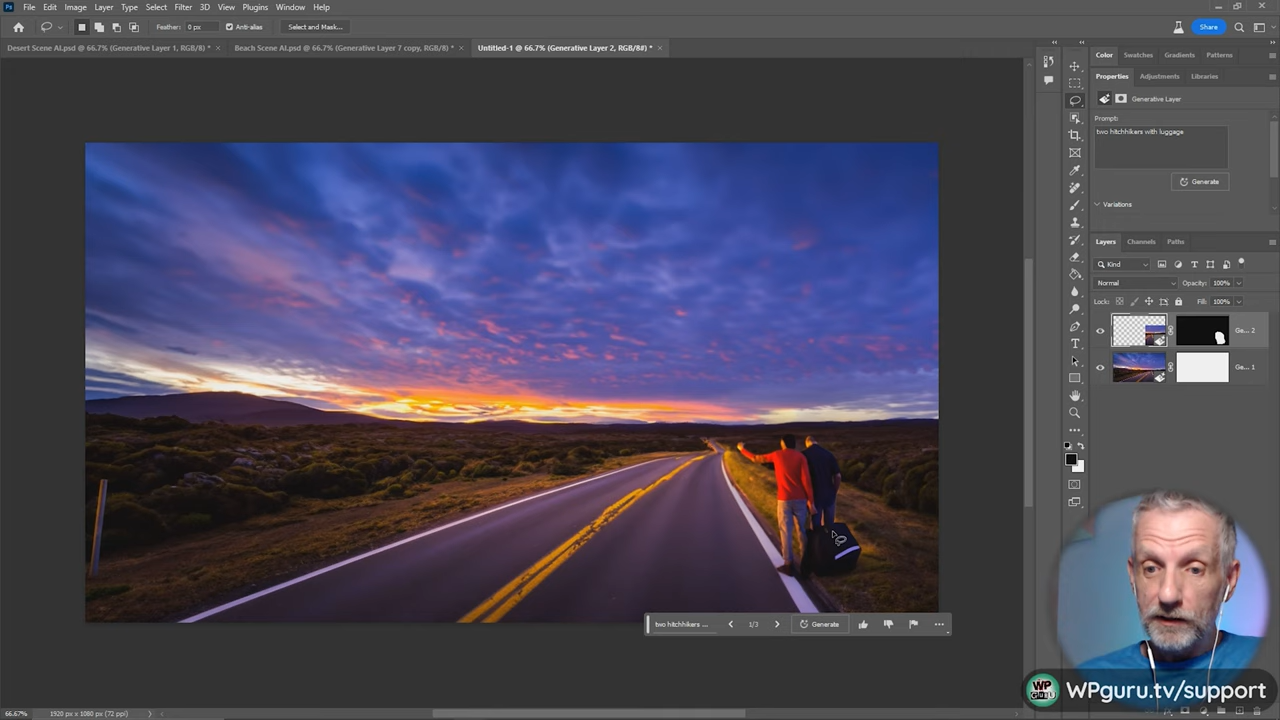 Ps File Edit Image Layer Type Select Filter 3D View Plugins Window Help
Feather: 0 px Anti-alias Select and Mask... Share
Desert Scene AI.psd @ 66.7% (Generative Layer 1, RGB/8) * × Beach Scene AI.psd @ 66.7% (Generative Layer 7 copy, RGB/8) * × Untitled-1 @ 66.7% (Generative Layer 2, RGB/8#) * ×
Color Swatches Gradients Patterns
Properties Adjustments Libraries
Generative Layer
Prompt:
two hitchhikers with luggage
Generate
Variations
Layers Channels Paths
Kind
Normal Opacity: 100%
Lock: Fill: 100%
Ge... 2
Ge... 1
two hitchhikers ... 1/3 Generate
WP GURU WPguru.tv/support
66.67% 1920 px x 1080 px (72 ppi)